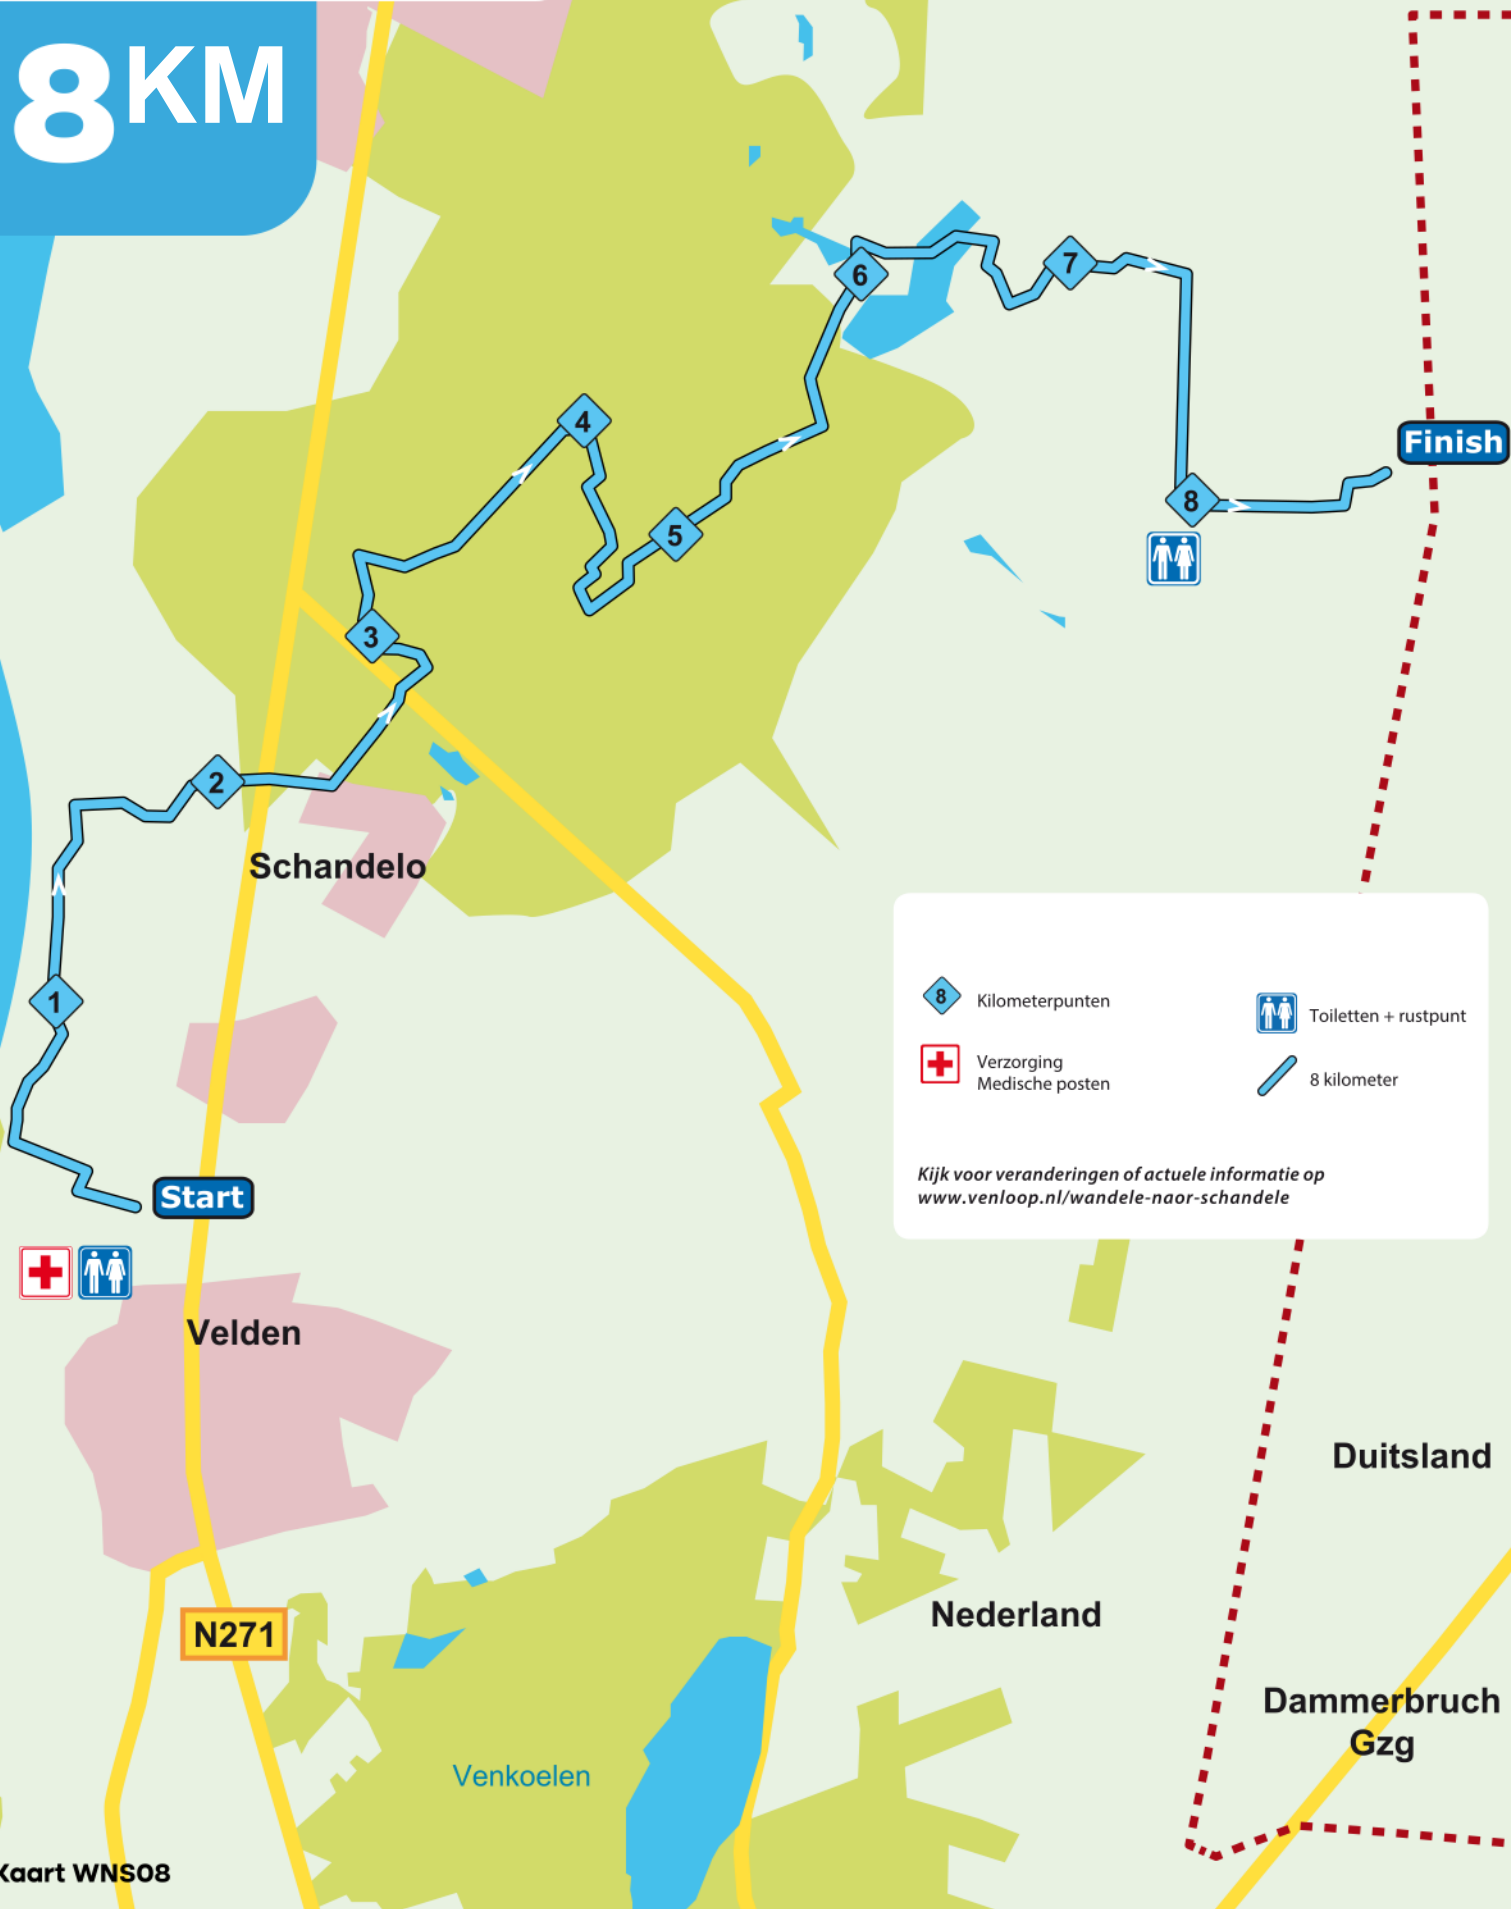 8KM
6
7
4
Finish
8
5
3
2
Schandelo
1
8 Kilometerpunten
Toiletten + rustpunt
Verzorging
Medische posten
8 kilometer
Kijk voor veranderingen of actuele informatie op
www.venloop.nl/wandele-naor-schandele
Start
Velden
Duitsland
Nederland
N271
Dammerbruch
Gzg
Venkoelen
Kaart WNS08